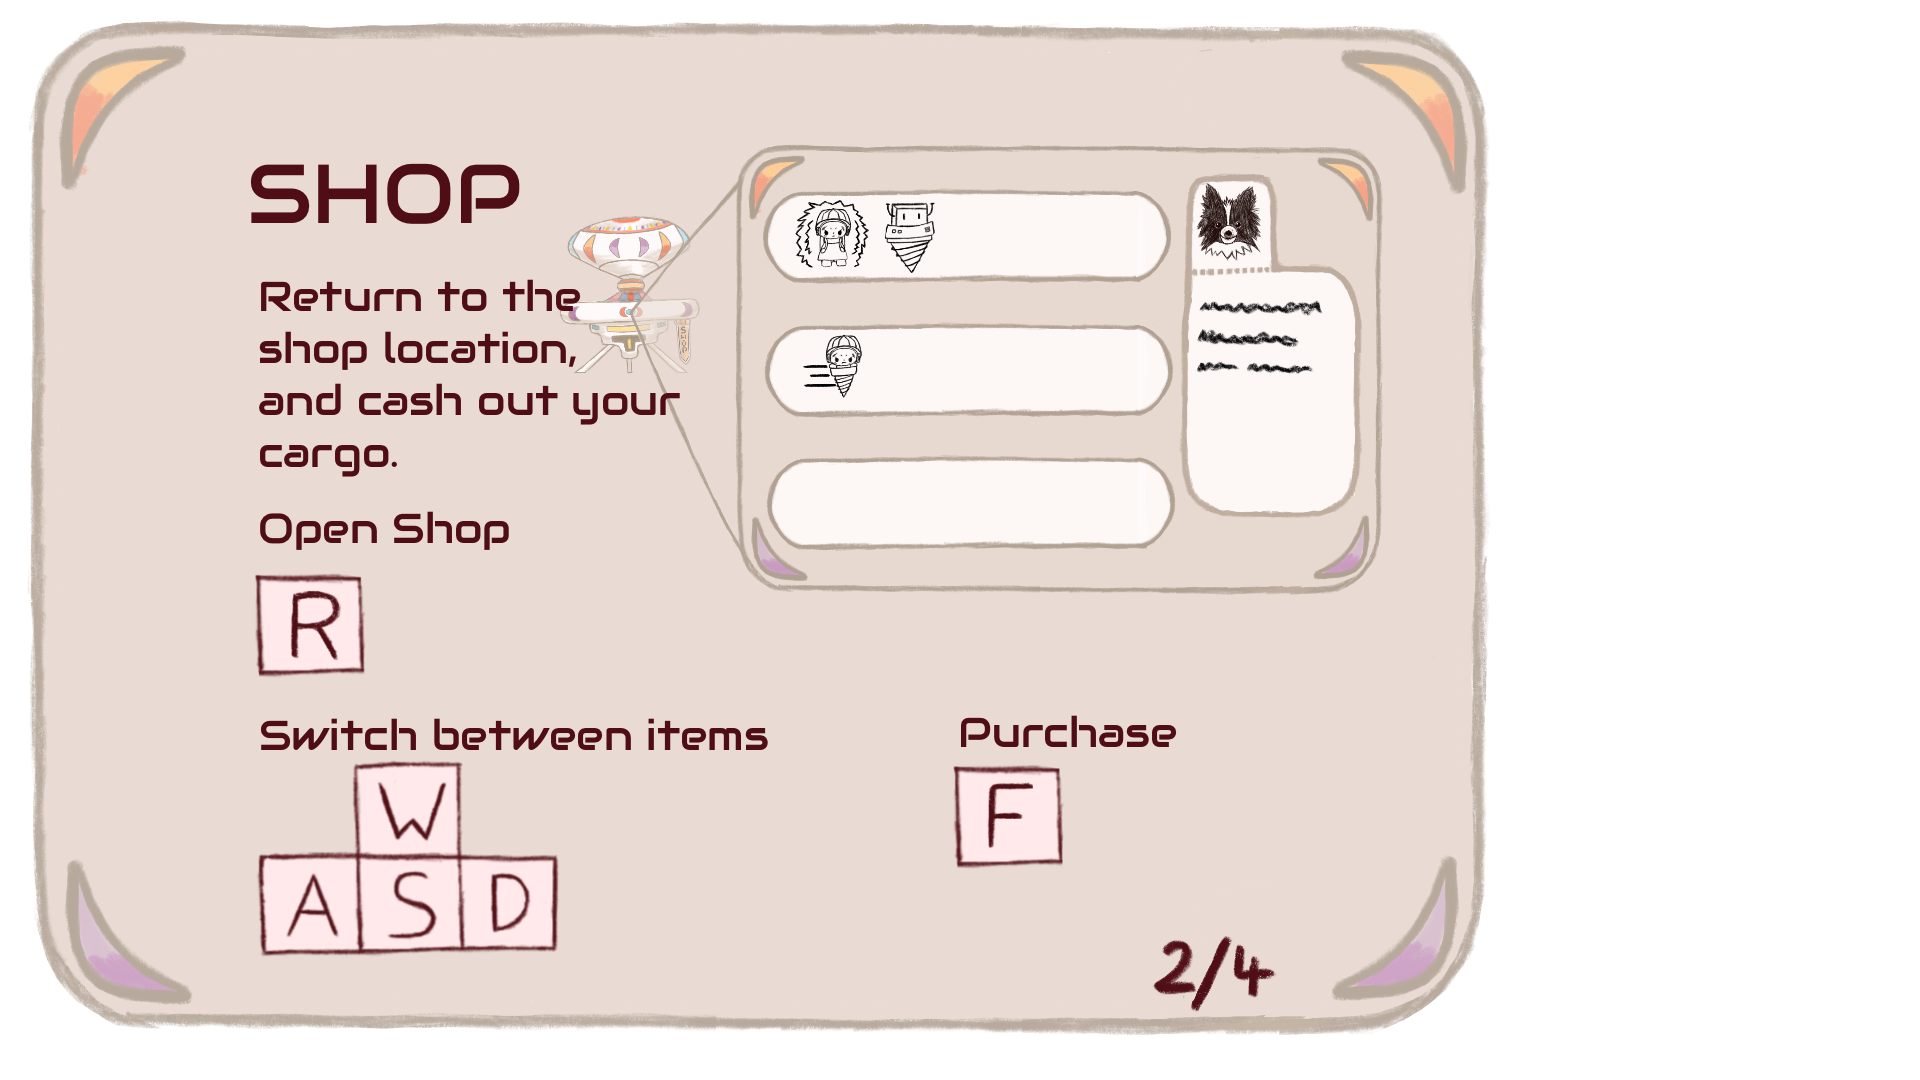 SHOP
Return to the
shop location,
and cash out your
cargo.
SHOP
Open Shop
R
Switch between items
Purchase
W
F
A S D
2/4